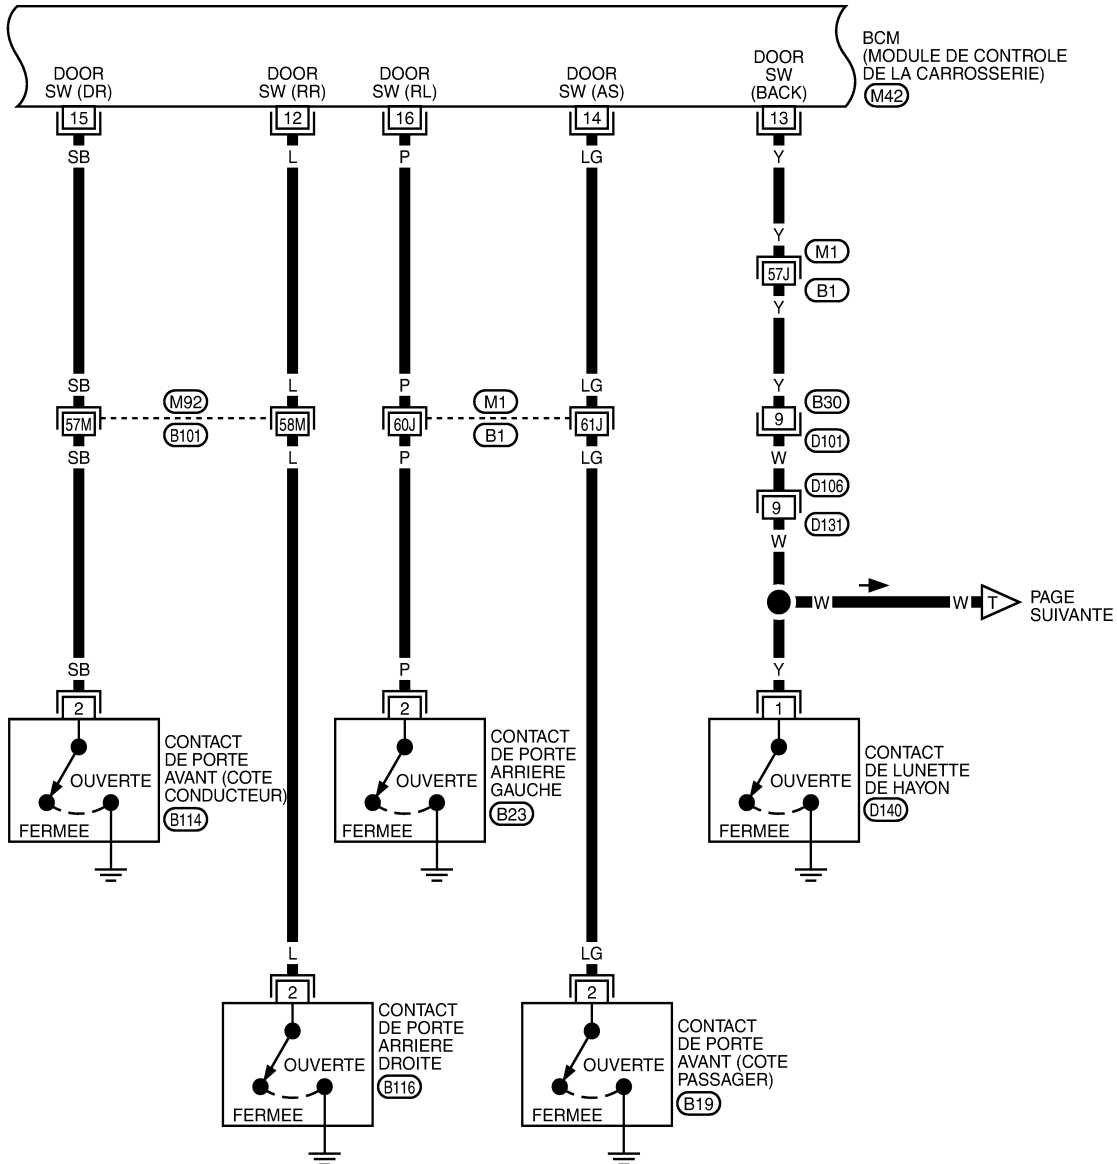 BCM
(MODULE DE CONTROLE
DE LA CARROSSERIE)
M42
DOOR
SW (DR)
DOOR
SW (RR)
DOOR
SW (RL)
DOOR
SW (AS)
DOOR
SW
(BACK)
15
12
16
14
13
SB
L
P
LG
Y
Y
M1
57J
B1
Y
SB
L
P
LG
Y
57M
M92
B101
58M
60J
M1
B1
61J
B30
9
D101
SB
L
P
LG
W
D106
9
D131
W
W
W
T
PAGE
SUIVANTE
SB
P
Y
2
2
1
CONTACT
DE PORTE
AVANT (COTE
CONDUCTEUR)
B114
OUVERTE
FERMEE
CONTACT
DE PORTE
ARRIERE
GAUCHE
B23
OUVERTE
FERMEE
CONTACT
DE LUNETTE
DE HAYON
D140
OUVERTE
FERMEE
L
LG
2
2
CONTACT
DE PORTE
ARRIERE
DROITE
B116
OUVERTE
FERMEE
CONTACT
DE PORTE
AVANT (COTE
PASSAGER)
B19
OUVERTE
FERMEE